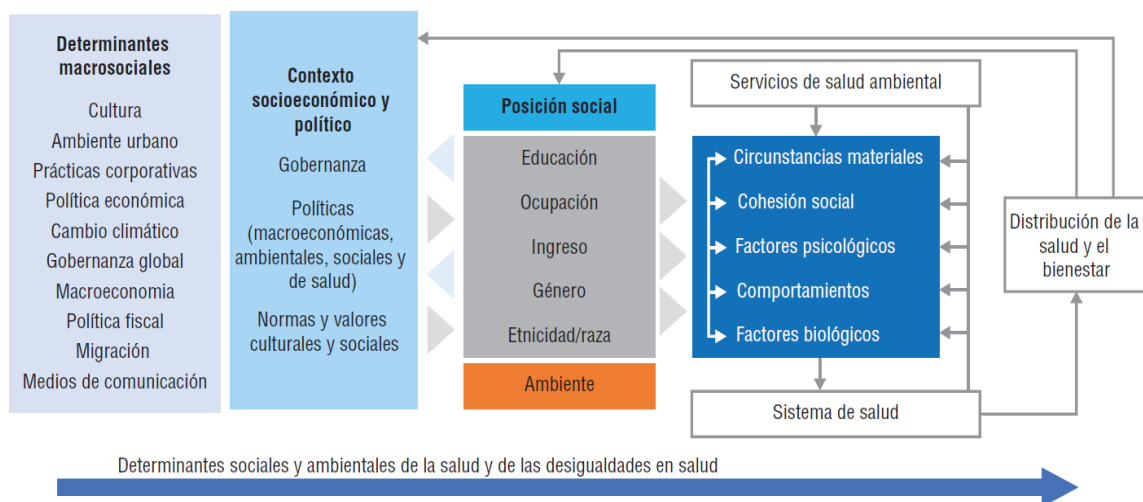 Determinantes
macrosociales
Cultura
Ambiente urbano
Prácticas corporativas
Política económica
Cambio climático
Gobernanza global
Macroeconomia
Política fiscal
Migración
Medios de comunicación
Contexto
socioeconómico y
político
Gobernanza
Políticas
(macroeconómicas,
ambientales, sociales y
de salud)
Normas y valores
culturales y sociales
Posición social
Educación
Ocupación
Ingreso
Género
Etnicidad/raza
Ambiente
Servicios de salud ambiental
Circunstancias materiales
Cohesión social
Factores psicológicos
Comportamientos
Factores biológicos
Sistema de salud
Distribución de la
salud y el
bienestar
Determinantes sociales y ambientales de la salud y de las desigualdades en salud